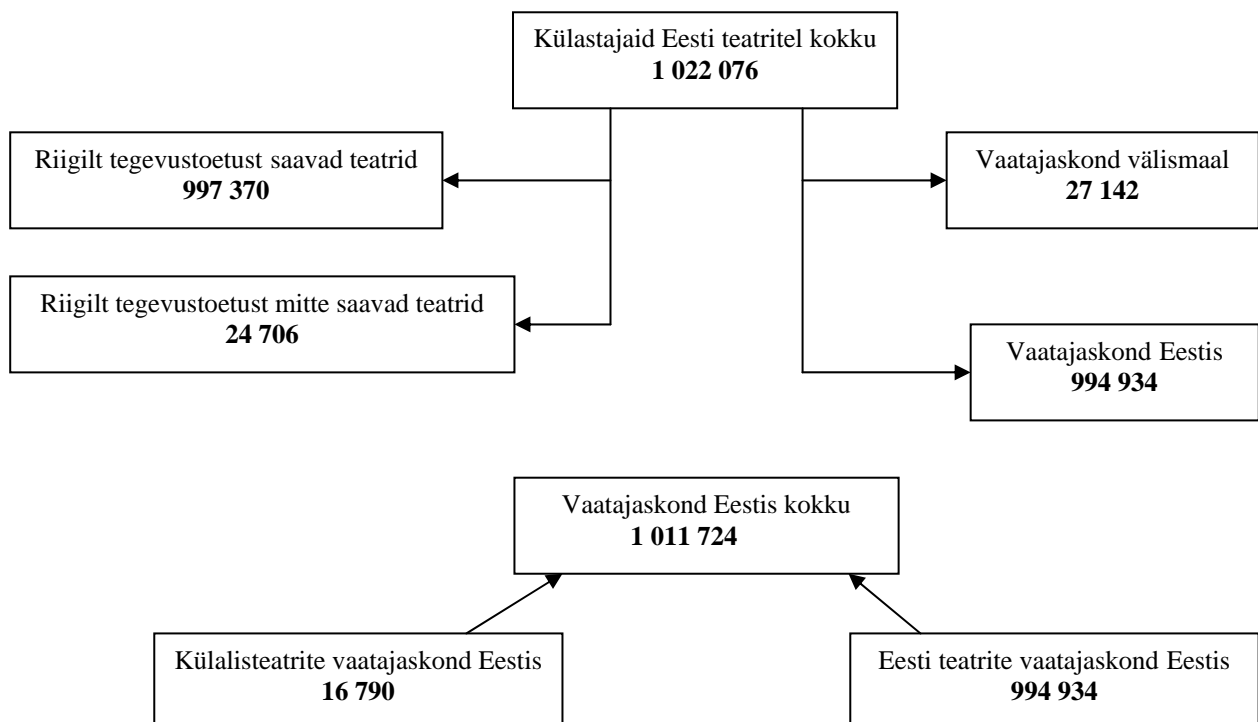 Külastajaid Eesti teatritel kokku
1 022 076
Riigilt tegevustoetust saavad teatrid
997 370
Vaatajaskond välismaal
27 142
Riigilt tegevustoetust mitte saavad teatrid
24 706
Vaatajaskond Eestis
994 934
Vaatajaskond Eestis kokku
1 011 724
Külalisteatrite vaatajaskond Eestis
16 790
Eesti teatrite vaatajaskond Eestis
994 934